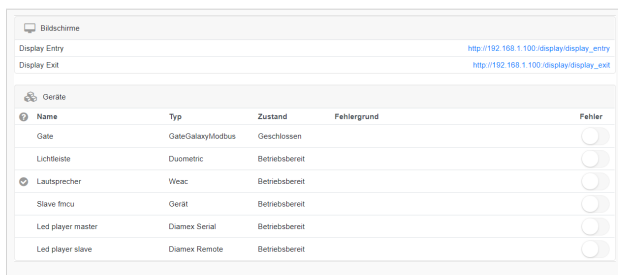 Bildschirme
Display Entry http://192.168.1.100:/display/display_entry
Display Exit http://192.168.1.100:/display/display_exit
Geräte
Name Typ Zustand Fehlergrund Fehler
Gate GateGalaxyModbus Geschlossen
Lichtleiste Duometric Betriebsbereit
Lautsprecher Weac Betriebsbereit
Slave fmcu Gerät Betriebsbereit
Led player master Diamex Serial Betriebsbereit
Led player slave Diamex Remote Betriebsbereit